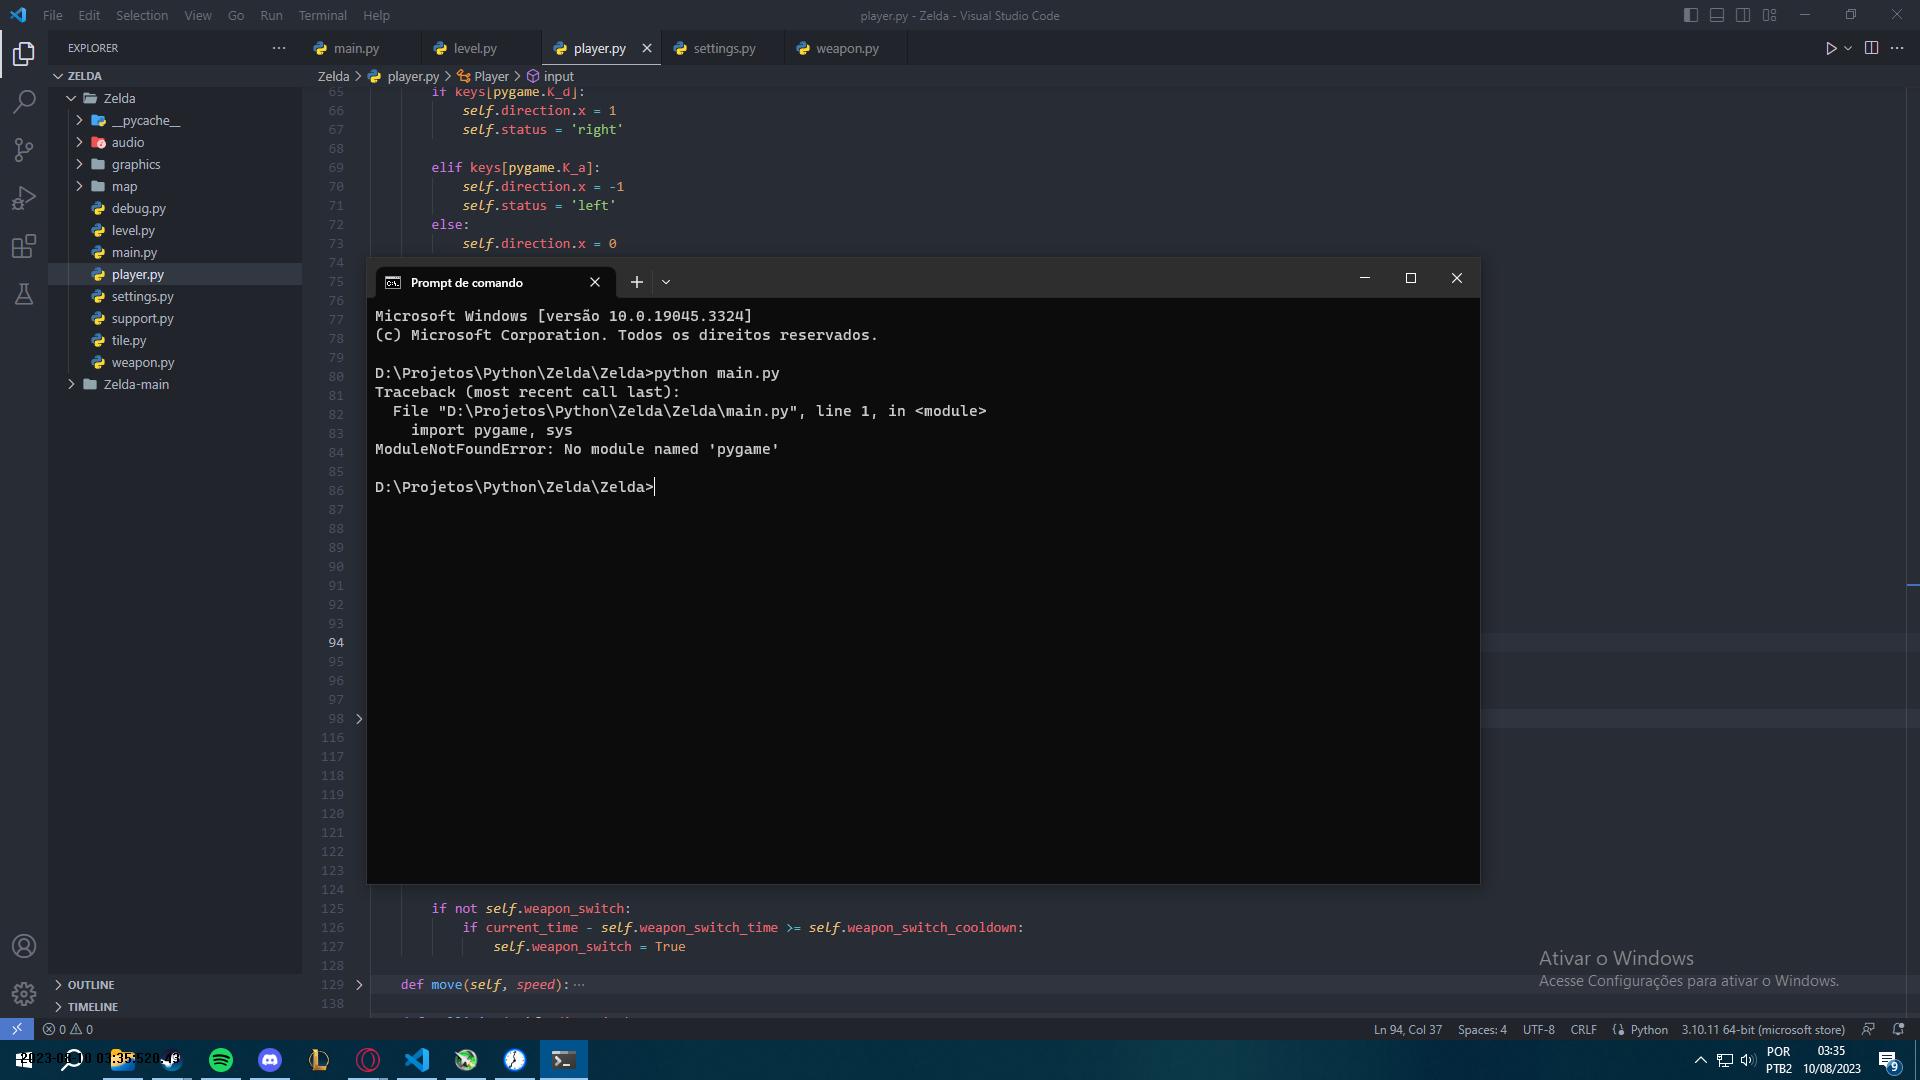 File Edit Selection View Go Run Terminal Help
player.py - Zelda - Visual Studio Code
EXPLORER
main.py
level.py
player.py
settings.py
weapon.py
ZELDA
Zelda > player.py > Player > input
Zelda
__pycache__
audio
graphics
map
debug.py
level.py
main.py
player.py
settings.py
support.py
tile.py
weapon.py
Zelda-main
OUTLINE
TIMELINE
65 if keys[pygame.K_d]:
66 self.direction.x = 1
67 self.status = 'right'
68
69 elif keys[pygame.K_a]:
70 self.direction.x = -1
71 self.status = 'left'
72 else:
73 self.direction.x = 0
74
75
76
77
78
79
80
81
82
83
84
85
86
87
88
89
90
91
92
93
94
95
96
97
98
116
117
118
119
120
121
122
123
124
125 if not self.weapon_switch:
126 if current_time - self.weapon_switch_time >= self.weapon_switch_cooldown:
127 self.weapon_switch = True
128
129 def move(self, speed):
138
Prompt de comando
Microsoft Windows [versão 10.0.19045.3324]
(c) Microsoft Corporation. Todos os direitos reservados.
D:\Projetos\Python\Zelda\Zelda>python main.py
Traceback (most recent call last):
File "D:\Projetos\Python\Zelda\Zelda\main.py", line 1, in <module>
import pygame, sys
ModuleNotFoundError: No module named 'pygame'
D:\Projetos\Python\Zelda\Zelda>
Ativar o Windows
Acesse Configurações para ativar o Windows.
0 0
Ln 94, Col 37 Spaces: 4 UTF-8 CRLF Python 3.10.11 64-bit (microsoft store)
POR
PTB2
03:35
10/08/2023
9